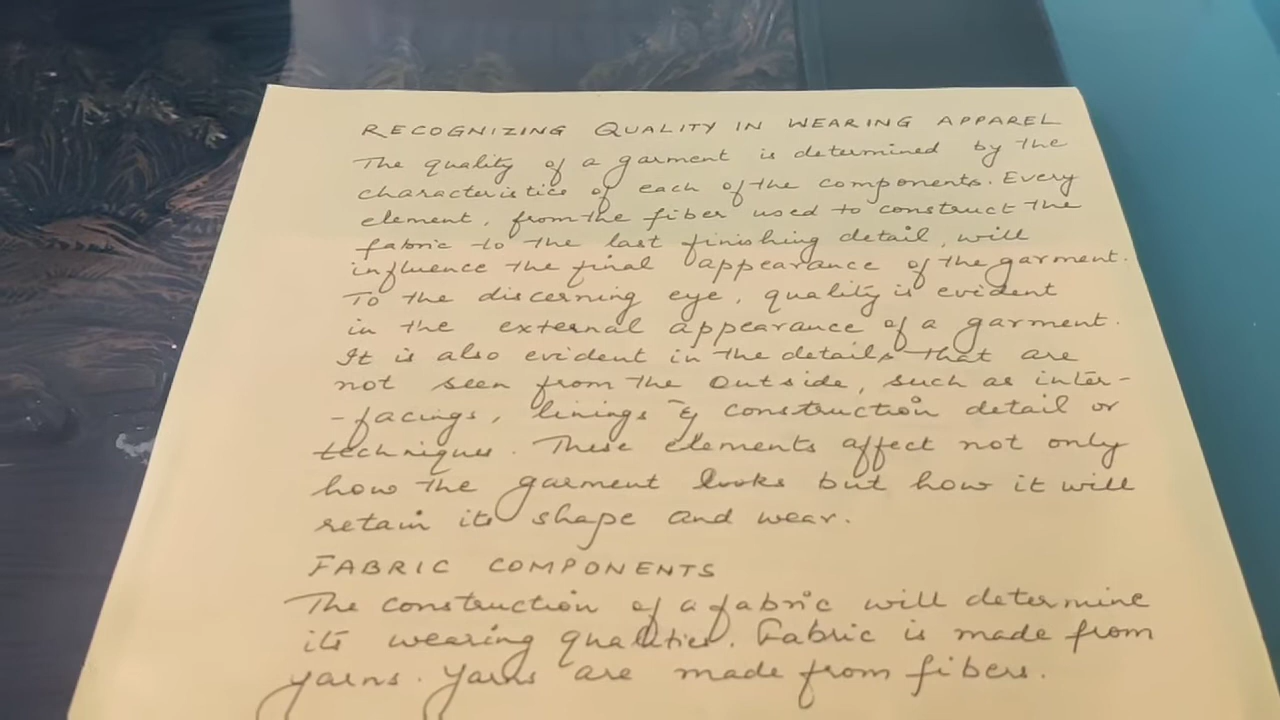 RECOGNIZING QUALITY IN WEARING APPAREL
The quality of a garment is determined by the
characteristics of each of the components. Every
element, from the fiber used to construct the
fabric to the last finishing detail, will
influence the final appearance of the garment.
To the discerning eye, quality is evident
in the external appearance of a garment.
It is also evident in the details that are
not seen from the outside, such as inter-
-facings, linings & construction detail or
techniques. These elements affect not only
how the garment looks but how it will
retain its shape and wear.
FABRIC COMPONENTS
The construction of a fabric will determine
its wearing qualities. Fabric is made from
yarns. Yarns are made from fibers.